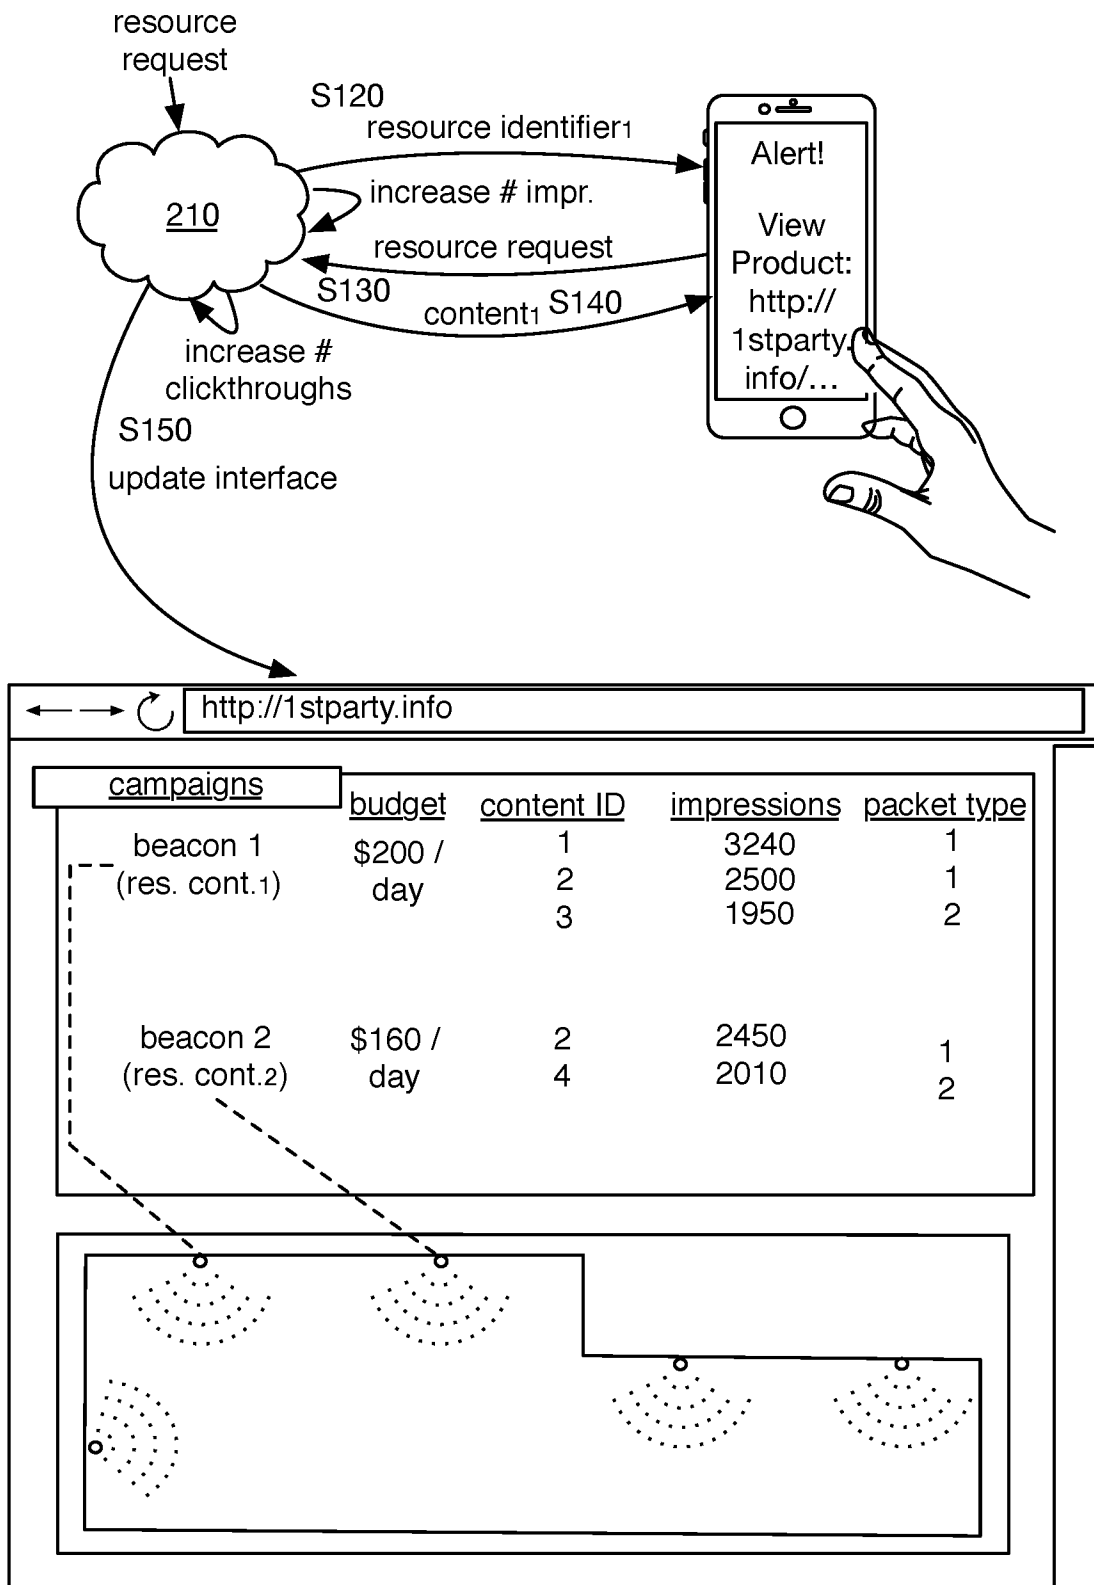 resource
request
S120
resource identifier1
increase # impr.
210
resource request
S130
content1
S140
increase #
clickthroughs
S150
update interface
Alert!
View
Product:
http://
1stparty.
info/...
http://1stparty.info
campaigns
budget
content ID
impressions
packet type
beacon 1
(res. cont.1)
$200 /
day
1
3240
1
2
2500
1
3
1950
2
beacon 2
(res. cont.2)
$160 /
day
2
2450
1
4
2010
2